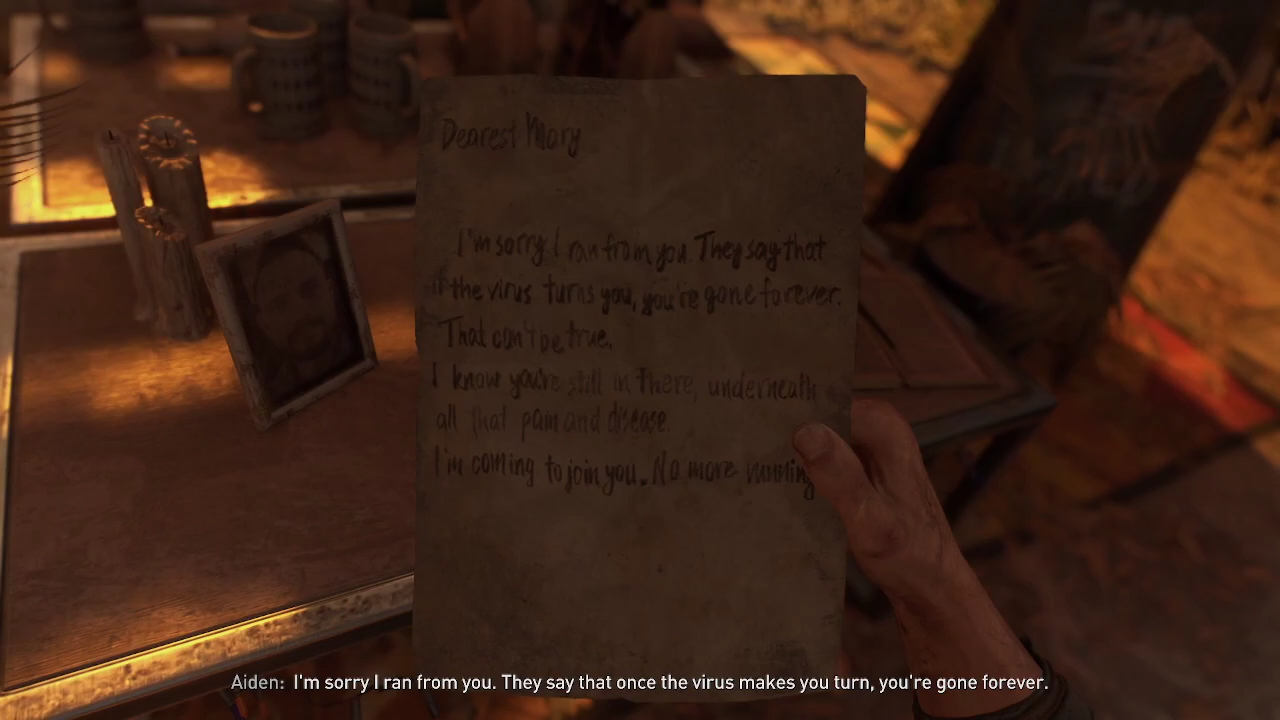 Dearest Mary
I'm sorry I ran from you. They say that
if the virus turns you, you're gone forever.
That can't be true.
I know you're still in there, underneath
all that pain and disease.
I'm coming to join you. No more running
Aiden: I'm sorry I ran from you. They say that once the virus makes you turn, you're gone forever.